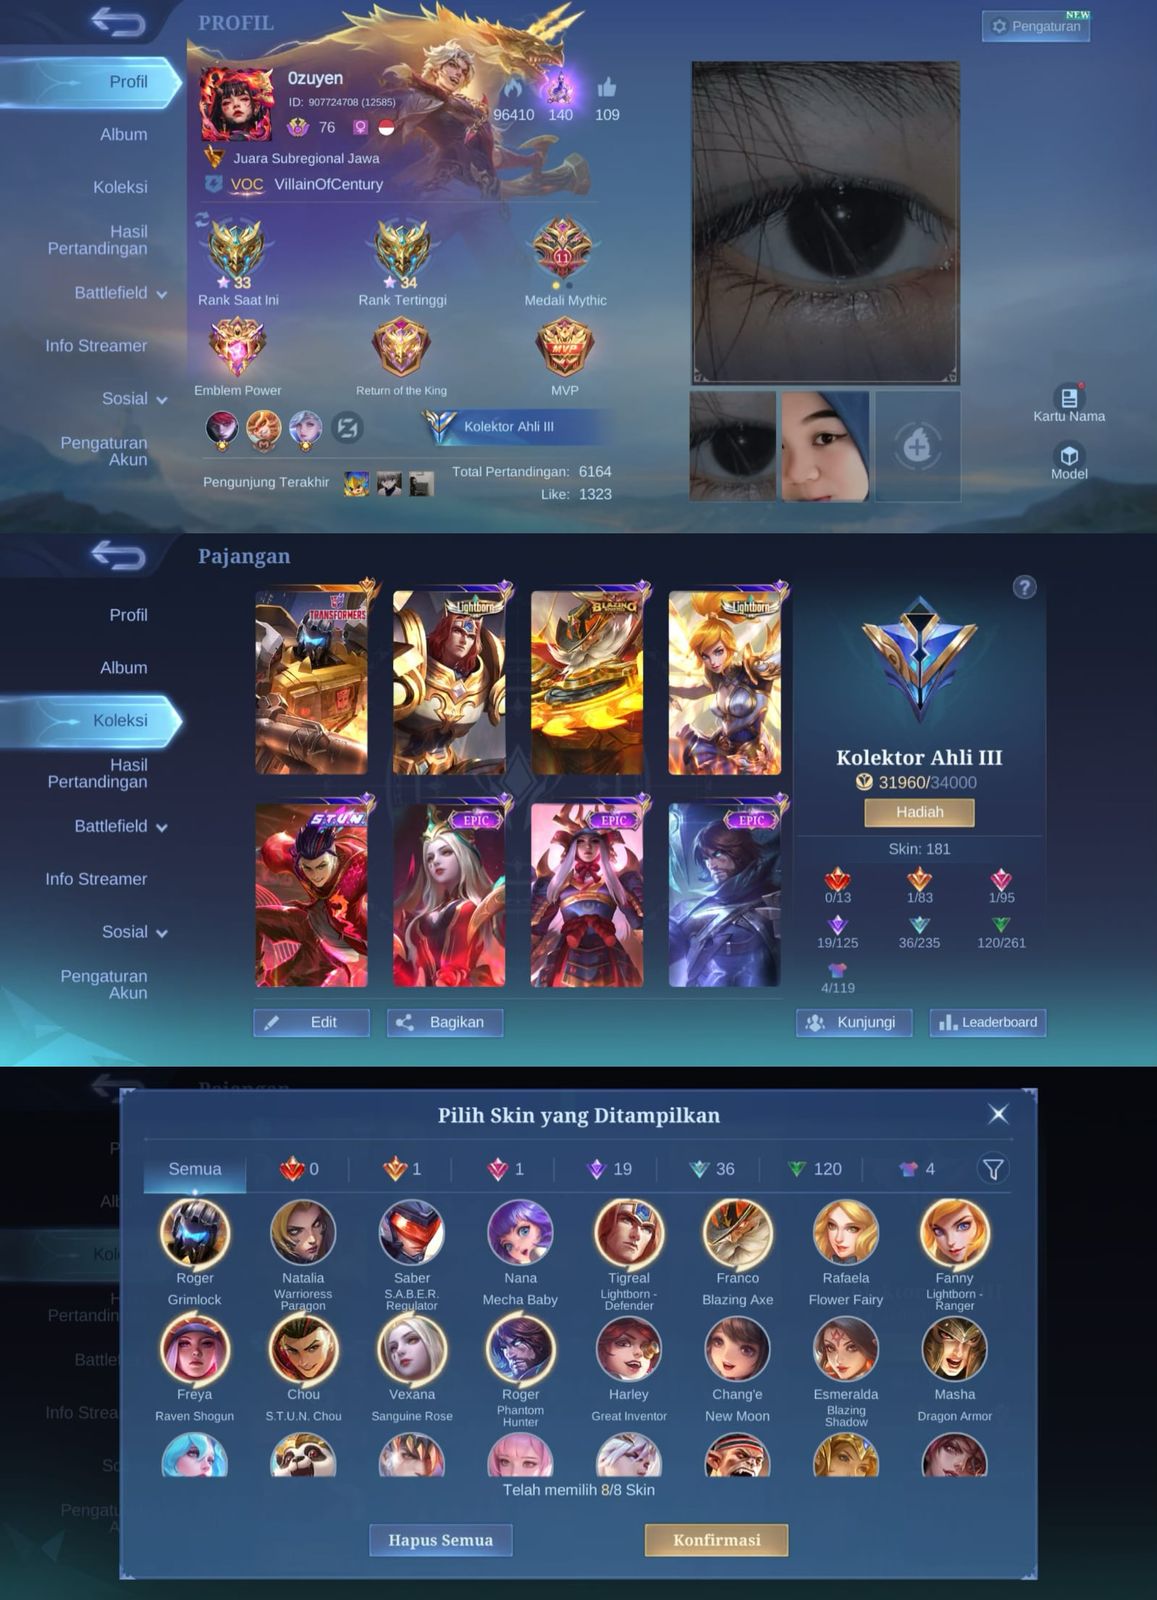 PROFIL
NEW
Pengaturan
Profil
Album
Koleksi
Hasil
Pertandingan
Battlefield
Info Streamer
Sosial
Pengaturan
Akun
0zuyen
ID: 907724708 (12585)
76
96410
140
109
Juara Subregional Jawa
VOC VillainOfCentury
33
Rank Saat Ini
34
Rank Tertinggi
11
Medali Mythic
Emblem Power
Return of the King
MVP
MVP
Kolektor Ahli III
Pengunjung Terakhir
Total Pertandingan: 6164
Like: 1323
Kartu Nama
Model
Pajangan
Profil
Album
Koleksi
Hasil
Pertandingan
Battlefield
Info Streamer
Sosial
Pengaturan
Akun
TRANSFORMERS
Lightborn
BLAZING
Lightborn
S.T.U.N.
EPIC
EPIC
EPIC
?
Kolektor Ahli III
31960/34000
Hadiah
Skin: 181
0/13
1/83
1/95
19/125
36/235
120/261
4/119
Edit
Bagikan
Kunjungi
Leaderboard
Pajangan
Pilih Skin yang Ditampilkan
Semua
0
1
1
19
36
120
4
Roger
Grimlock
Natalia
Warrioress
Paragon
Saber
S.A.B.E.R.
Regulator
Nana
Mecha Baby
Tigreal
Lightborn -
Defender
Franco
Blazing Axe
Rafaela
Flower Fairy
Fanny
Lightborn -
Ranger
Freya
Raven Shogun
Chou
S.T.U.N. Chou
Vexana
Sanguine Rose
Roger
Phantom
Hunter
Harley
Great Inventor
Chang'e
New Moon
Esmeralda
Blazing
Shadow
Masha
Dragon Armor
Telah memilih 8/8 Skin
Hapus Semua
Konfirmasi